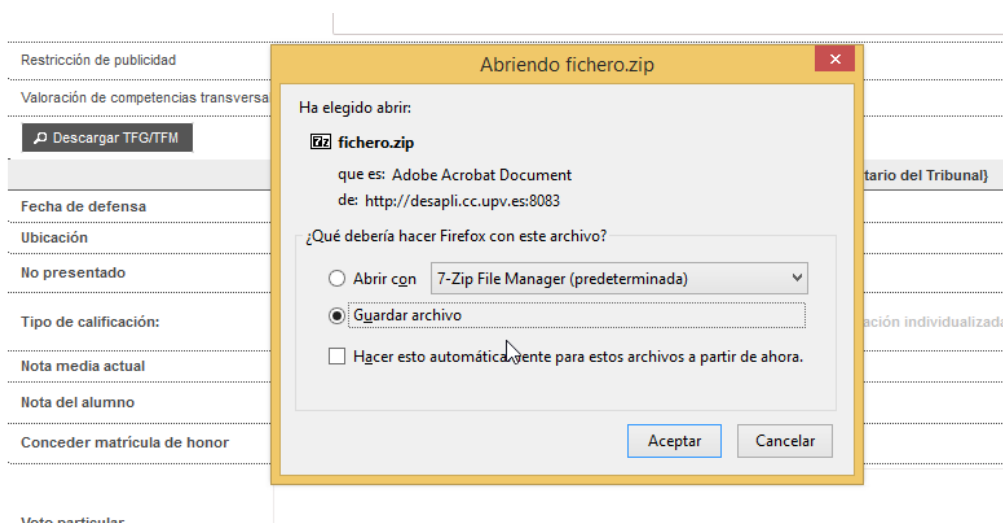 Restricción de publicidad
Valoración de competencias transversa
Descargar TFG/TFM
tario del Tribunal}
Fecha de defensa
Ubicación
No presentado
Tipo de calificación:
ación individualizada
Nota media actual
Nota del alumno
Conceder matrícula de honor
Voto particular
Abriendo fichero.zip
Ha elegido abrir:
7z fichero.zip
que es: Adobe Acrobat Document
de: http://desapli.cc.upv.es:8083
¿Qué debería hacer Firefox con este archivo?
Abrir con 7-Zip File Manager (predeterminada)
Guardar archivo
Hacer esto automáticamente para estos archivos a partir de ahora.
Aceptar Cancelar